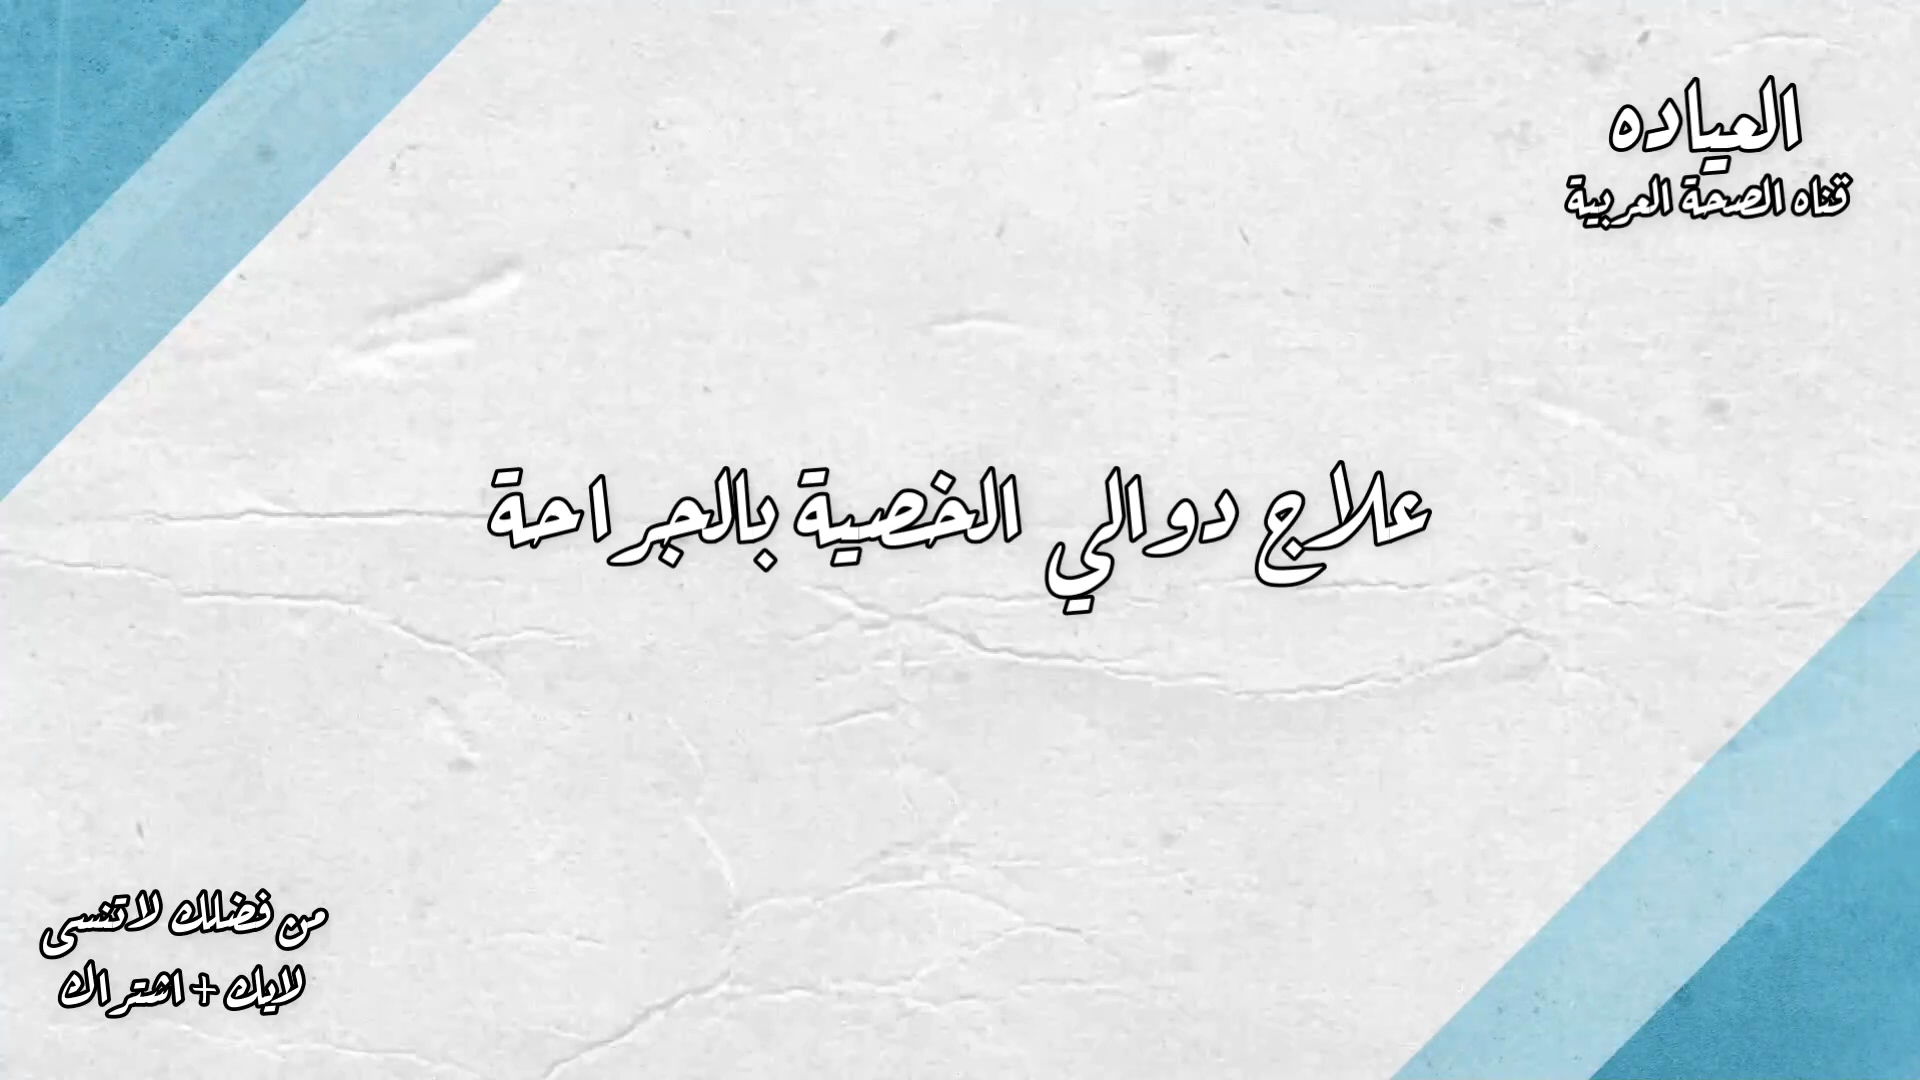 العياده
قناه الصحة العربية
علاج دوالي الخصية بالجراحة
من فضلك لاتنسى
لايك + اشتراك